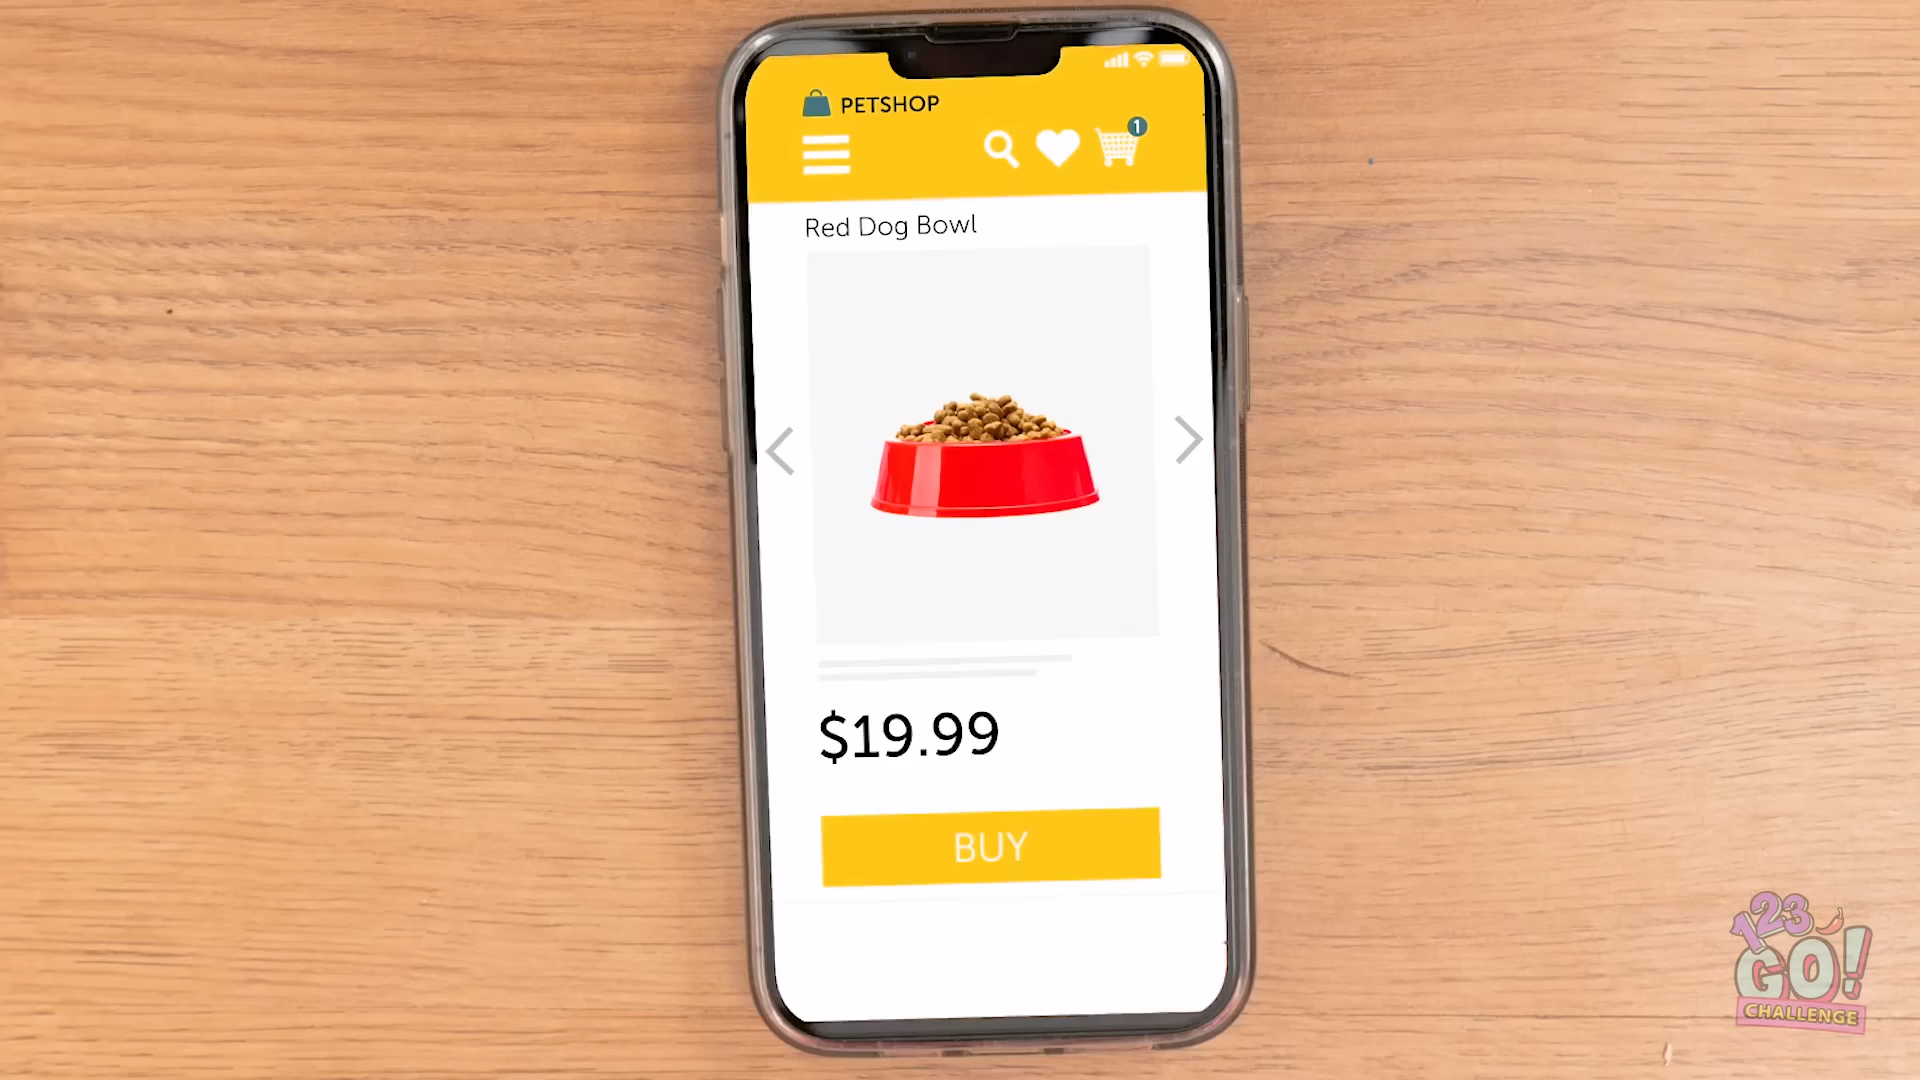 PETSHOP
1
Red Dog Bowl
$19.99
BUY
123
GO!
CHALLENGE